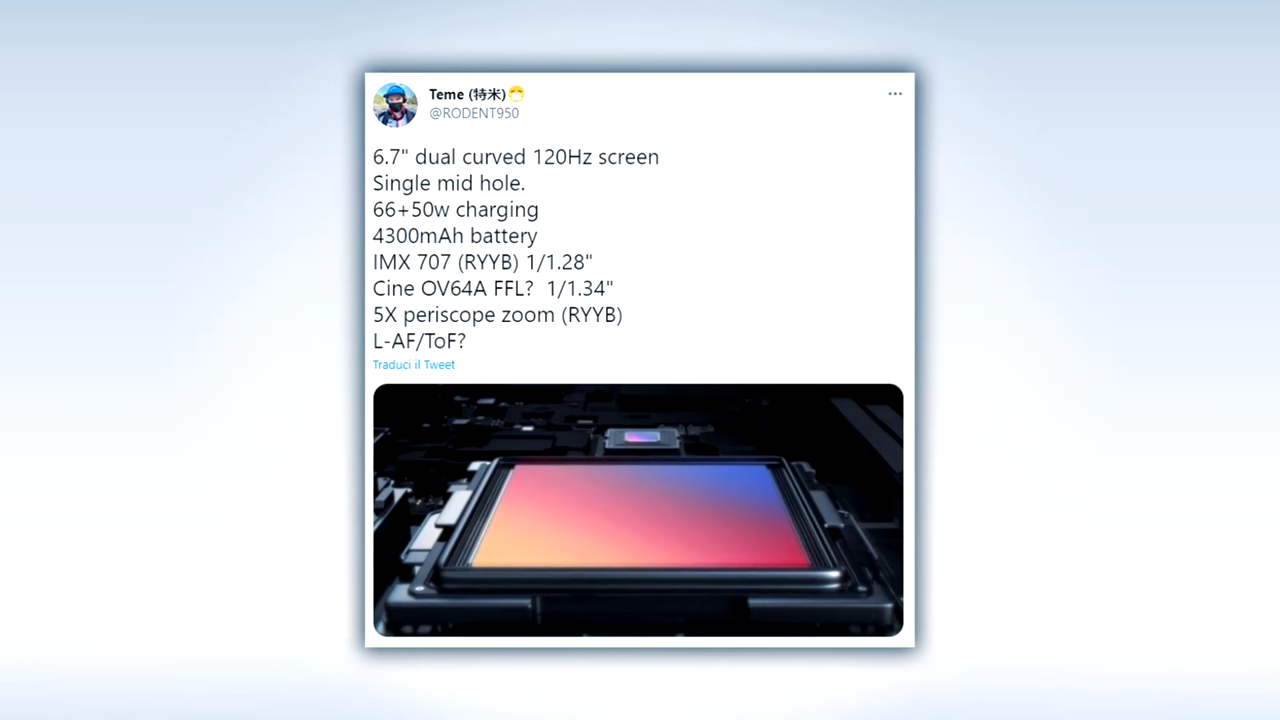 Teme (特米)😷
@RODENT950
6.7" dual curved 120Hz screen
Single mid hole.
66+50w charging
4300mAh battery
IMX 707 (RYYB) 1/1.28"
Cine OV64A FFL?  1/1.34"
5X periscope zoom (RYYB)
L-AF/ToF?
Traduci il Tweet